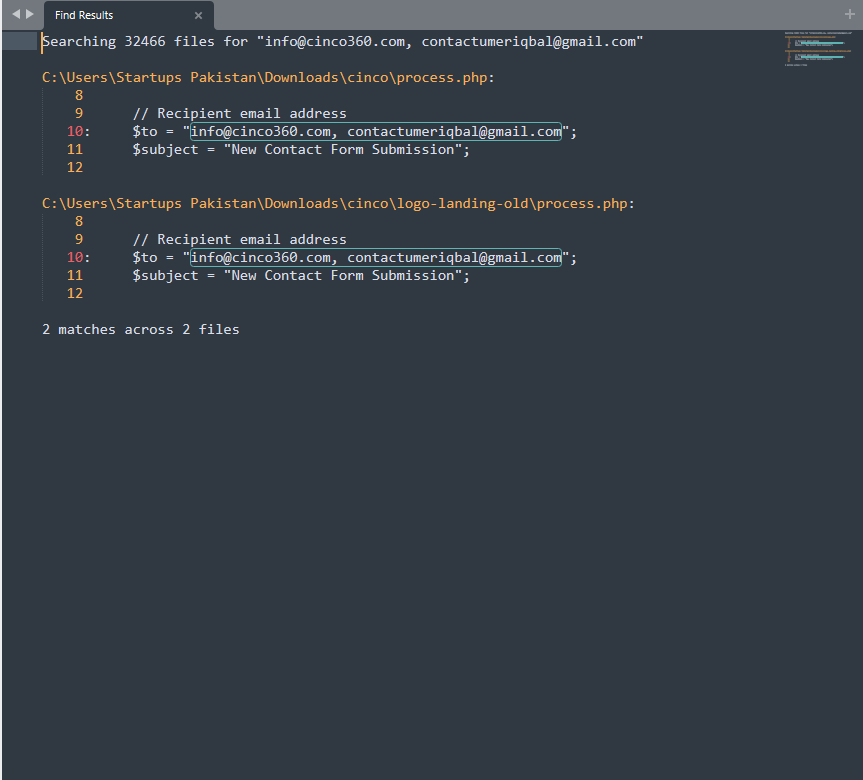 Find Results
Searching 32466 files for "info@cinco360.com, contactumeriqbal@gmail.com"
C:\Users\Startups Pakistan\Downloads\cinco\process.php:
8
9 // Recipient email address
10: $to = "info@cinco360.com, contactumeriqbal@gmail.com";
11 $subject = "New Contact Form Submission";
12
C:\Users\Startups Pakistan\Downloads\cinco\logo-landing-old\process.php:
8
9 // Recipient email address
10: $to = "info@cinco360.com, contactumeriqbal@gmail.com";
11 $subject = "New Contact Form Submission";
12
2 matches across 2 files